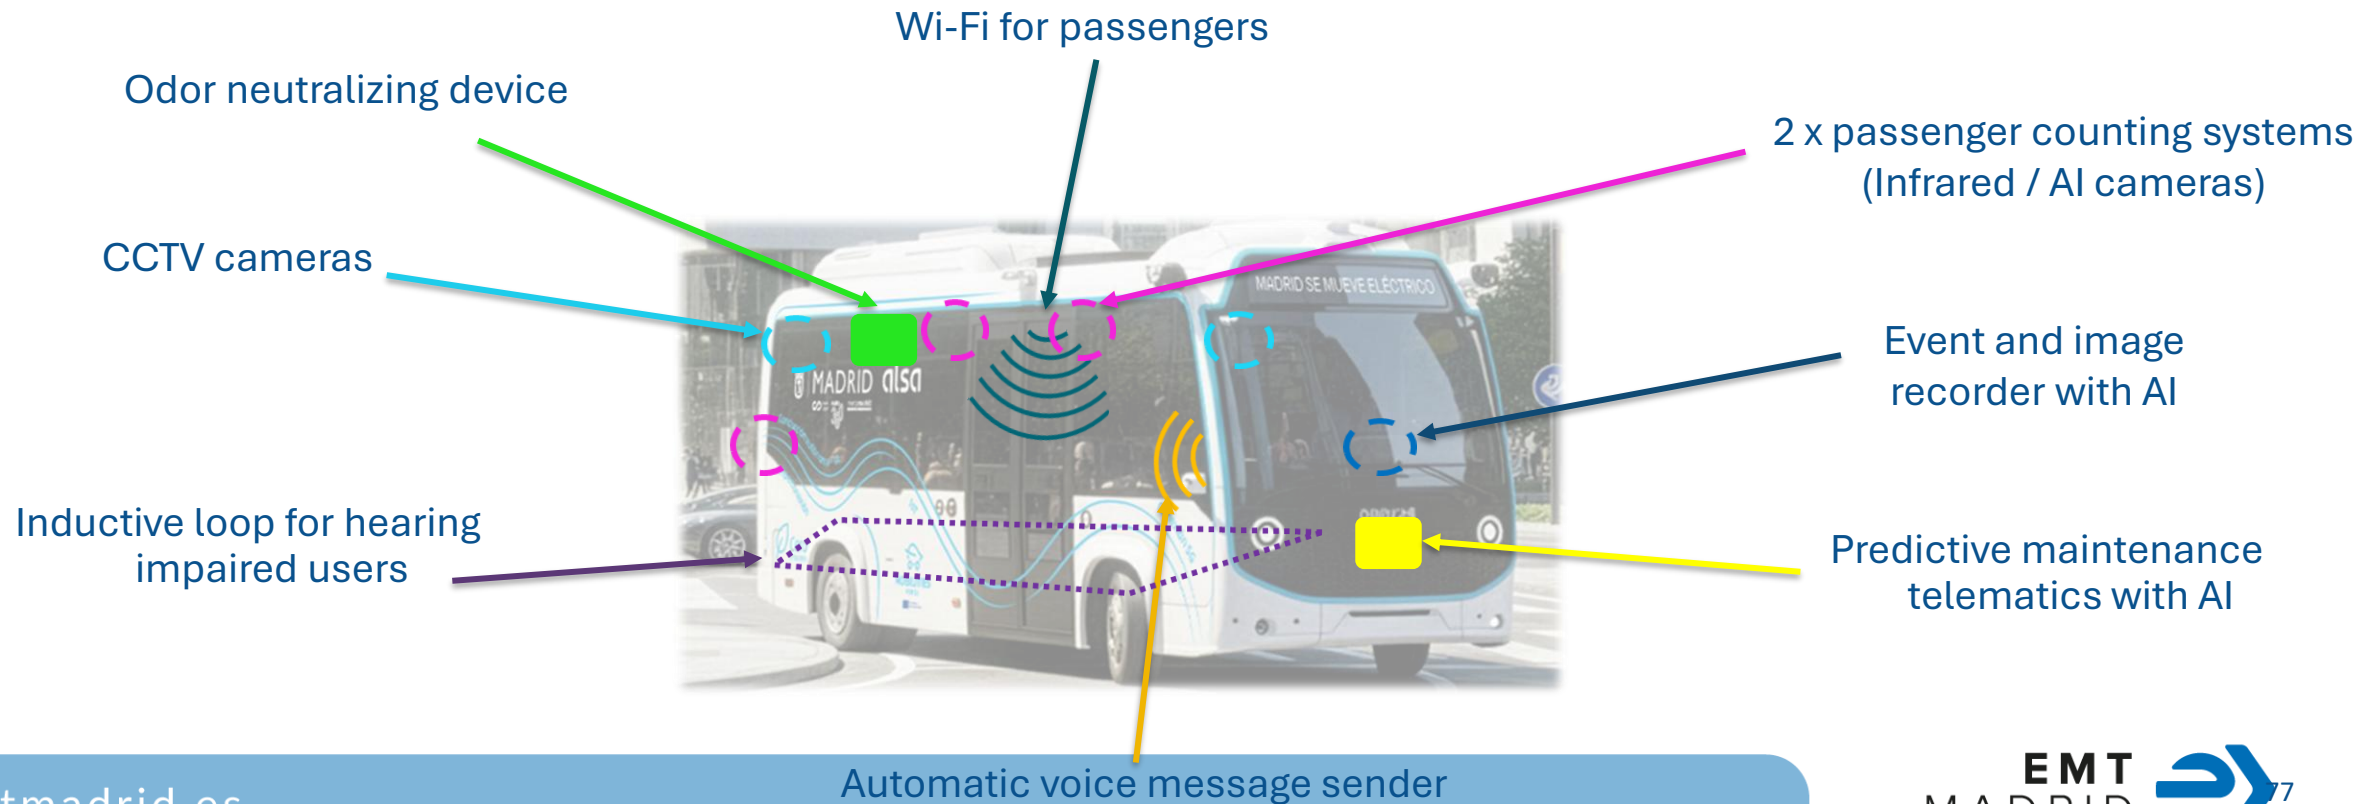 Wi-Fi for passengers
Odor neutralizing device
2 x passenger counting systems
(Infrared / AI cameras)
CCTV cameras
MADRID SE MUEVE ELÉCTRICO
Event and image
recorder with AI
MADRID alsa
Inductive loop for hearing
impaired users
Predictive maintenance
telematics with AI
Automatic voice message sender
EMT
MADRID
77